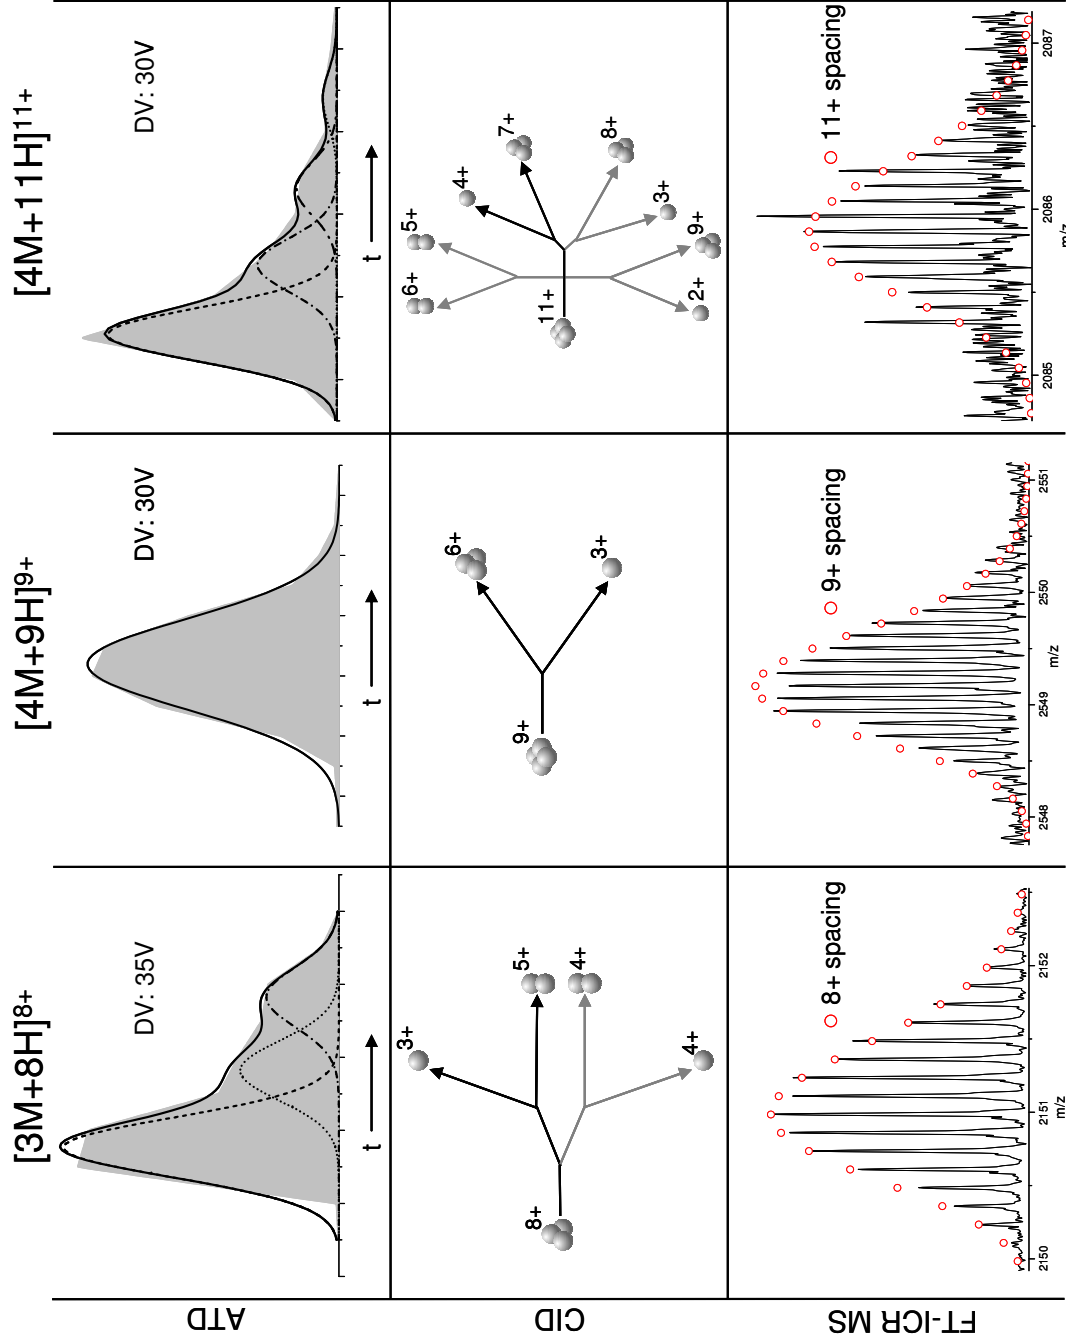 [3M+8H]8+
[4M+9H]9+
[4M+11H]11+
ATD
DV: 35V
t
DV: 30V
t
DV: 30V
t
CID
8+
3+
5+
4+
4+
9+
6+
3+
11+
6+
5+
4+
7+
8+
3+
9+
2+
FT-ICR MS
8+ spacing
2150
2151
2152
m/z
9+ spacing
2548
2549
2550
2551
m/z
11+ spacing
2085
2086
2087
m/z